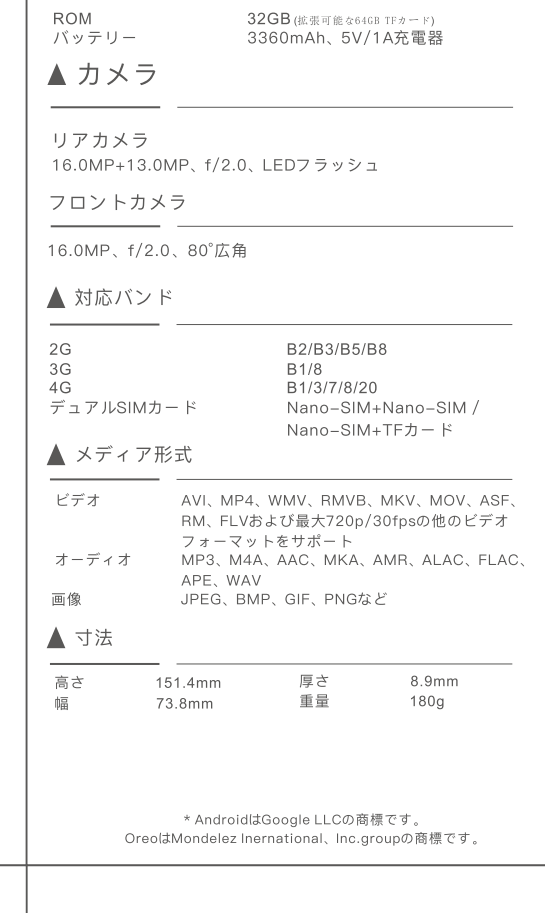 ROM 32GB (拡張可能な64GB TFカード)
バッテリー 3360mAh、5V/1A充電器
▲ カメラ
リアカメラ
16.0MP+13.0MP、f/2.0、LEDフラッシュ
フロントカメラ
16.0MP、f/2.0、80°広角
▲ 対応バンド
2G B2/B3/B5/B8
3G B1/8
4G B1/3/7/8/20
デュアルSIMカード Nano-SIM+Nano-SIM /
Nano-SIM+TFカード
▲ メディア形式
ビデオ AVI、MP4、WMV、RMVB、MKV、MOV、ASF、
RM、FLVおよび最大720p/30fpsの他のビデオ
フォーマットをサポート
オーディオ MP3、M4A、AAC、MKA、AMR、ALAC、FLAC、
APE、WAV
画像 JPEG、BMP、GIF、PNGなど
▲ 寸法
高さ 151.4mm 厚さ 8.9mm
幅 73.8mm 重量 180g
* AndroidはGoogle LLCの商標です。
OreoはMondelez Inernational、Inc.groupの商標です。